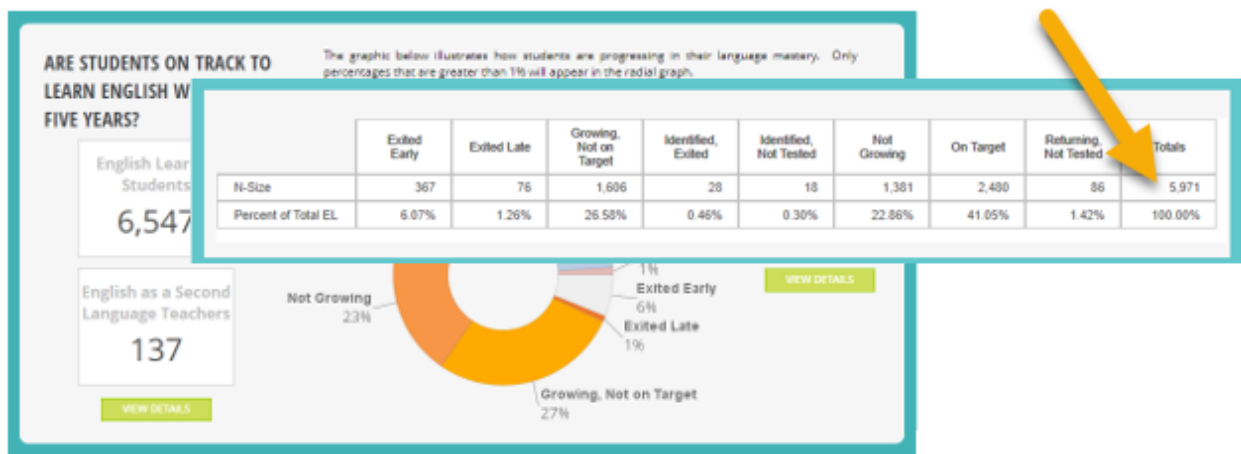 ARE STUDENTS ON TRACK TO
LEARN ENGLISH W
FIVE YEARS?
The graphic below illustrates how students are progressing in their language mastery. Only
percentages that are greater than 1% will appear in the radial graph.
English Lear
Students
6,547
English as a Second
Language Teachers
137
VIEW DETAILS
Exited Early
Exited Late
Growing, Not on Target
Identified, Exited
Identified, Not Tested
Not Growing
On Target
Returning, Not Tested
Totals
N-Size 367 76 1,606 28 18 1,381 2,480 86 5,971
Percent of Total EL 6.07% 1.26% 26.58% 0.46% 0.30% 22.86% 41.05% 1.42% 100.00%
1%
Exited Early
6%
Exited Late
1%
Not Growing
23%
Growing, Not on Target
27%
VIEW DETAILS